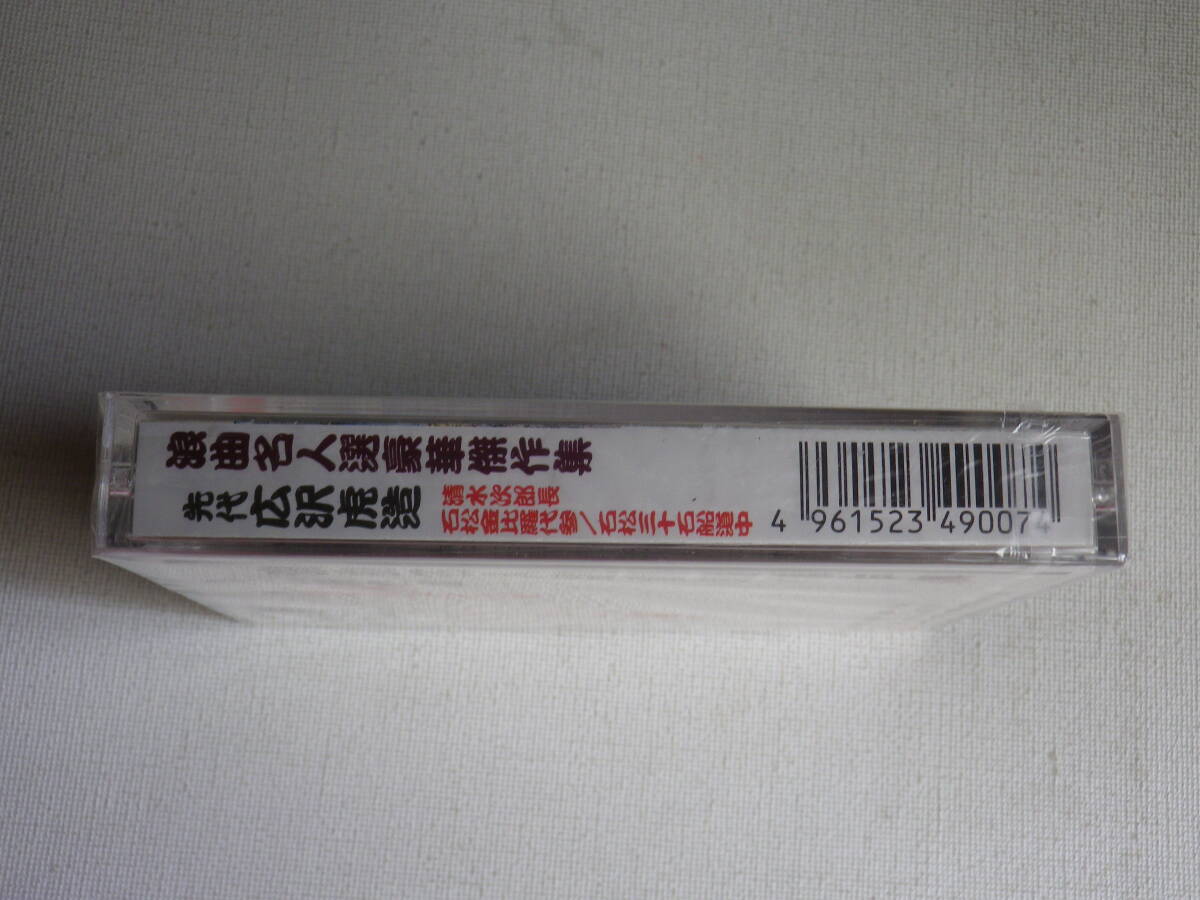 浪曲名人選豪華傑作集
先代 広沢虎造
清水次郎長
石松金比羅代参/石松三十石船道中
4 961523 490074